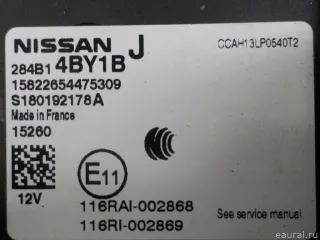 NISSAN J
CCAH13LP0540T2
284B1 4BY1B
15822654475309
S180192178A
Made in France
15260
E11
12V
116RAI-002868
116RI-002869
See service manual
eaural.ru